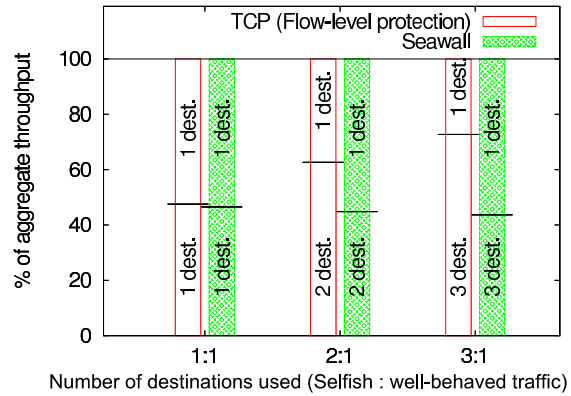 TCP (Flow-level protection)
Seawall
% of aggregate throughput
100
80
60
40
20
0
1 dest.
1 dest.
1 dest.
1 dest.
1 dest.
2 dest.
1 dest.
2 dest.
1 dest.
3 dest.
1 dest.
3 dest.
1:1
2:1
3:1
Number of destinations used (Selfish : well-behaved traffic)